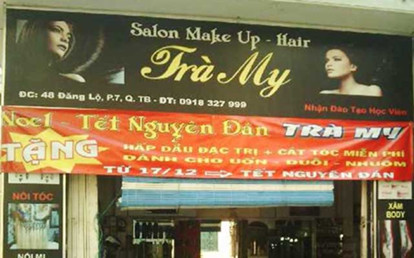 Salon Make Up - Hair
Trà My
ĐC: 48 Đăng Lộ, P.7, Q. TB - ĐT: 0918 327 999
Nhận Đào Tạo Học Viên
Noel - Tết Nguyên Đán TRÀ MY
TẶNG
HẤP DẦU ĐẶC TRỊ + CẮT TÓC MIỄN PHÍ
DÀNH CHO UỐN - DUỖI - NHUỘM
TỪ 17/12 ⇨ TẾT NGUYÊN ĐÁN
NỐI TÓC
NỐI MI
XĂM
BODY